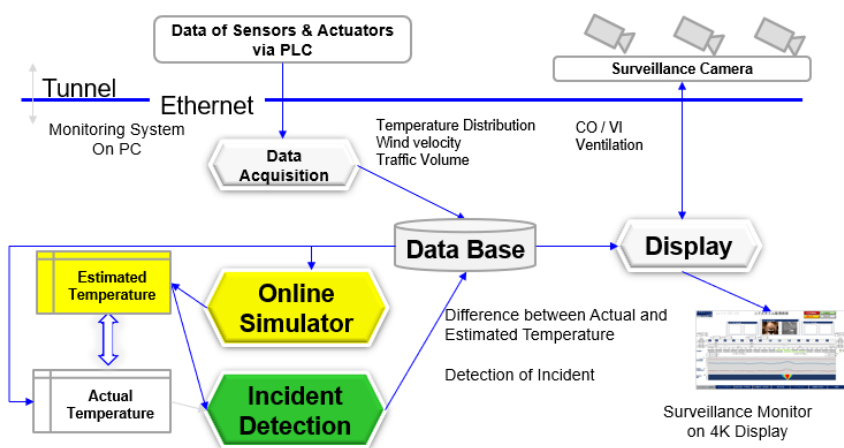 Data of Sensors & Actuators
via PLC
Surveillance Camera
Tunnel
Ethernet
Monitoring System
On PC
Data
Acquisition
Temperature Distribution
Wind velocity
Traffic Volume
CO / VI
Ventilation
Data Base
Display
Estimated
Temperature
Online
Simulator
Difference between Actual and
Estimated Temperature
Detection of Incident
Actual
Temperature
Incident
Detection
Surveillance Monitor
on 4K Display